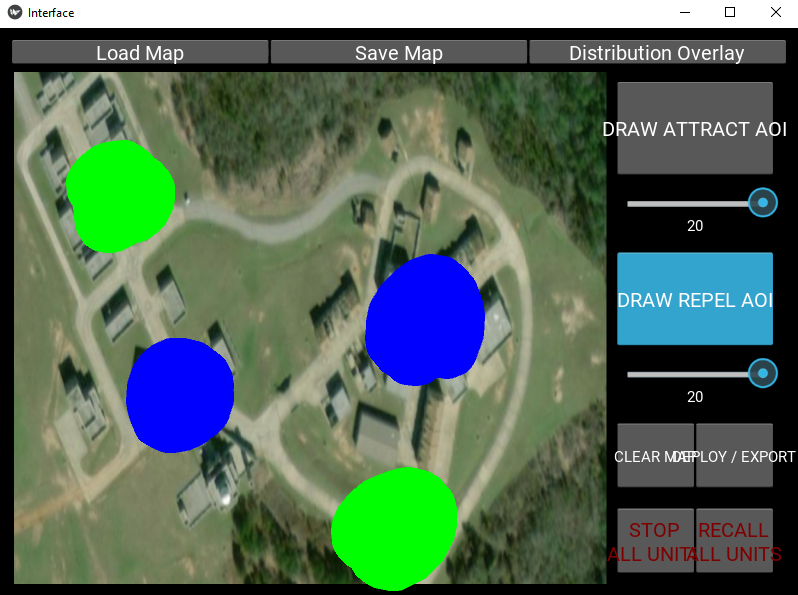 Interface
Load Map
Save Map
Distribution Overlay
DRAW ATTRACT AOI
20
DRAW REPEL AOI
20
CLEAR MAP
DEPLOY / EXPORT
STOP
ALL UNITS
RECALL
ALL UNITS